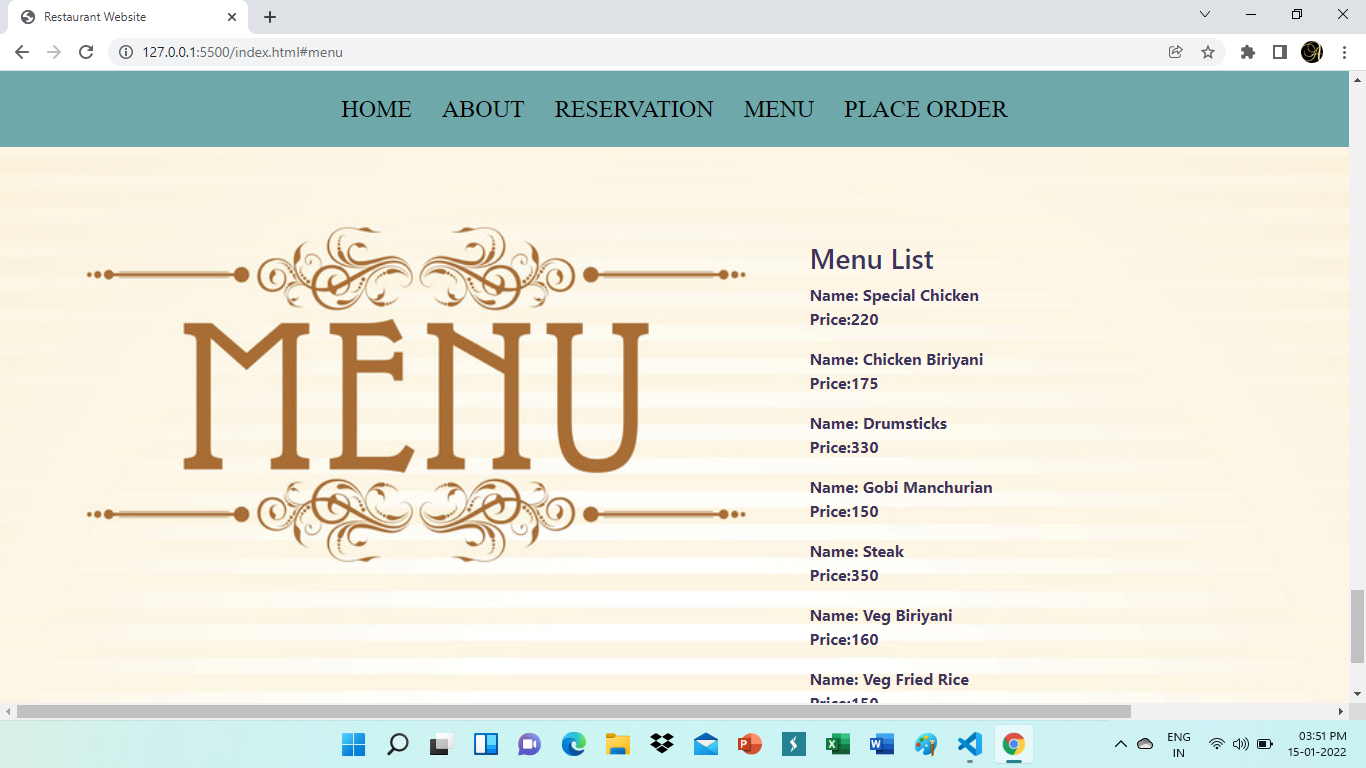 Restaurant Website
127.0.0.1:5500/index.html#menu
HOME ABOUT RESERVATION MENU PLACE ORDER
MENU
Menu List
Name: Special Chicken
Price:220
Name: Chicken Biriyani
Price:175
Name: Drumsticks
Price:330
Name: Gobi Manchurian
Price:150
Name: Steak
Price:350
Name: Veg Biriyani
Price:160
Name: Veg Fried Rice
Price:150
ENG
IN
03:51 PM
15-01-2022